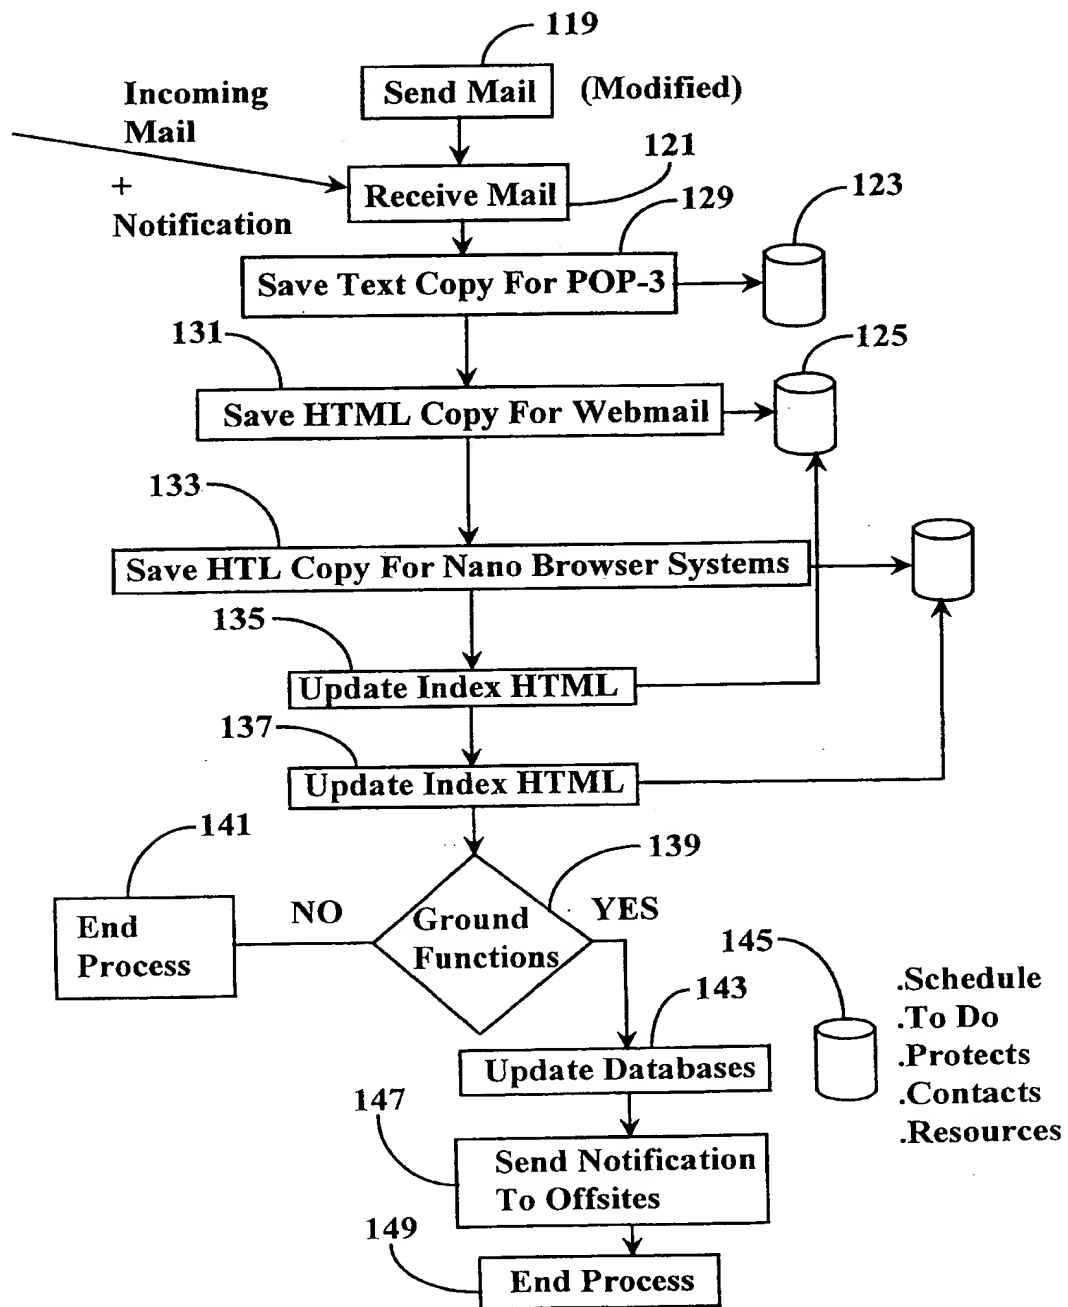 119
Send Mail (Modified)
Incoming
Mail
+
Notification
121
Receive Mail
129
123
Save Text Copy For POP-3
131
125
Save HTML Copy For Webmail
133
Save HTL Copy For Nano Browser Systems
135
Update Index HTML
137
Update Index HTML
141
139
End
Process
NO
Ground
Functions
YES
145
.Schedule
.To Do
.Protects
.Contacts
.Resources
143
Update Databases
147
Send Notification
To Offsites
149
End Process